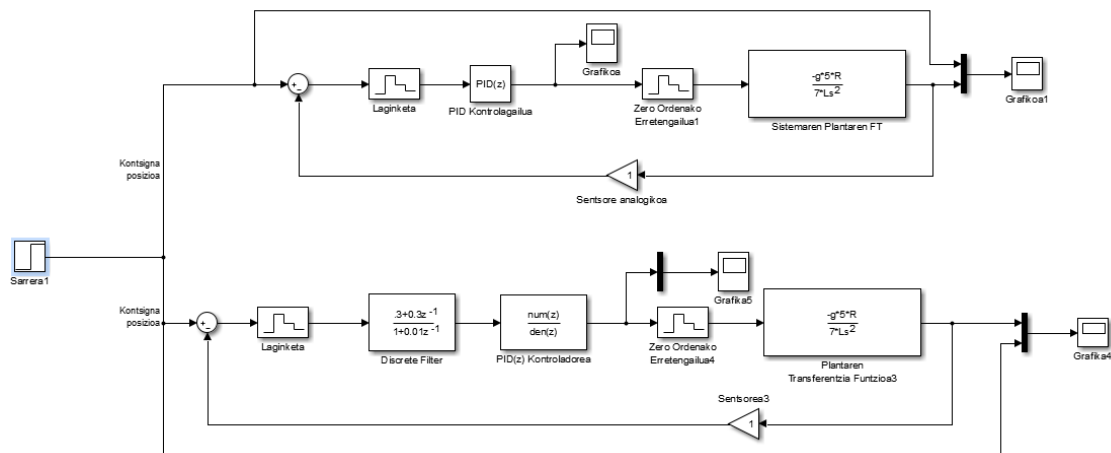 +_
Laginketa
PID(z)
PID Kontrolagailua
Grafikoa
Zero Ordenako
Erretengailua1
-g*5*R
7*Ls²
Sistemaren Plantaren FT
Grafikoa1
1
Sentsore analogikoa
Kontsigna
posizioa
Sarrera1
Kontsigna
posizioa
+_
Laginketa
.3+0.3z⁻¹
1+0.01z⁻¹
Discrete Filter
num(z)
den(z)
PID(z) Kontroladorea
Grafika5
Zero Ordenako
Erretengailua4
-g*5*R
7*Ls²
Plantaren
Transferentzia Funtzioa3
Grafika4
Sentsorea3
1